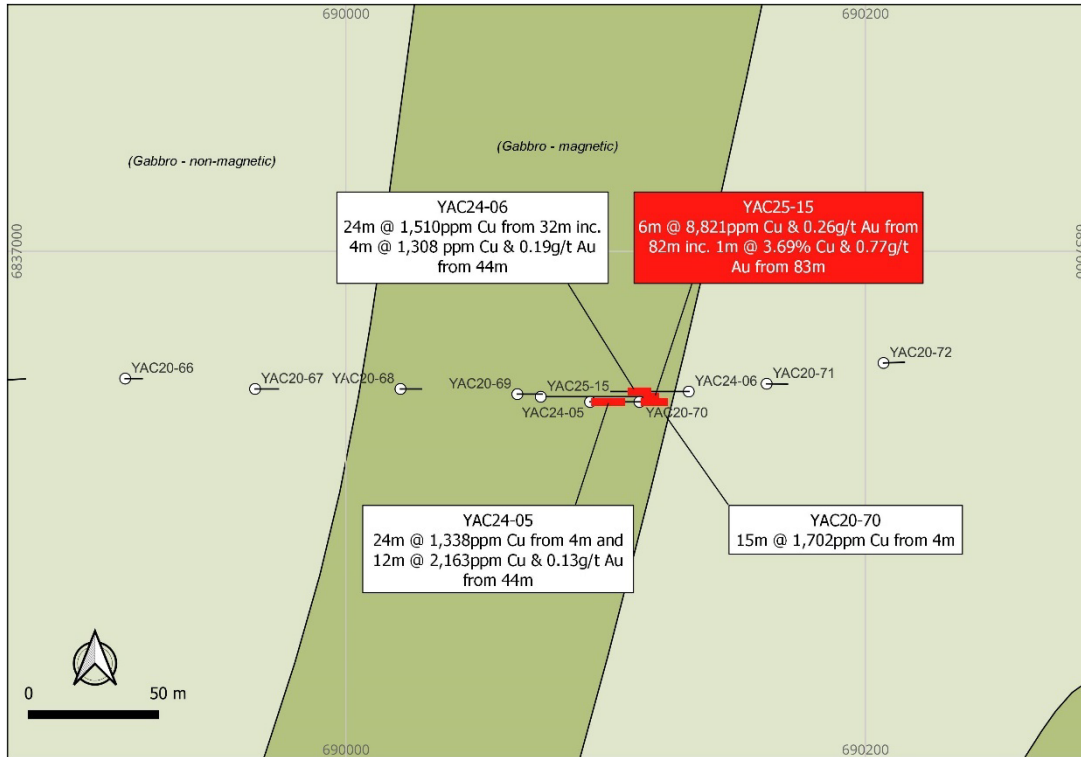 690000
690200
(Gabbro - non-magnetic)
(Gabbro - magnetic)
YAC24-06
24m @ 1,510ppm Cu from 32m inc.
4m @ 1,308 ppm Cu & 0.19g/t Au
from 44m
YAC25-15
6m @ 8,821ppm Cu & 0.26g/t Au from
82m inc. 1m @ 3.69% Cu & 0.77g/t
Au from 83m
6837000
6837000
YAC20-66
YAC20-67
YAC20-68
YAC20-69
YAC25-15
YAC24-06
YAC20-71
YAC20-72
YAC24-05
YAC20-70
YAC24-05
24m @ 1,338ppm Cu from 4m and
12m @ 2,163ppm Cu & 0.13g/t Au
from 44m
YAC20-70
15m @ 1,702ppm Cu from 4m
0 50 m
690000
690200